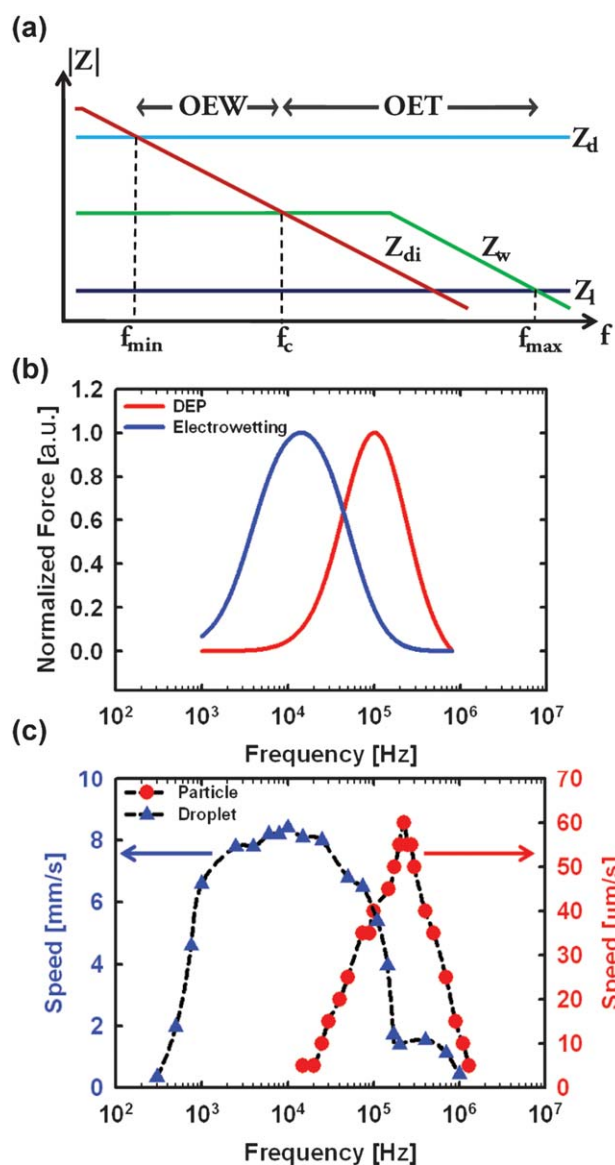 (a)
|Z|
OEW
OET
Z_d
Z_di
Z_w
Z_l
f_min
f_c
f_max
f
(b)
Normalized Force [a.u.]
1.2
1.0
0.8
0.6
0.4
0.2
0.0
DEP
Electrowetting
10^2
10^3
10^4
10^5
10^6
10^7
Frequency [Hz]
(c)
Speed [mm/s]
10
8
6
4
2
0
Particle
Droplet
70
60
50
40
30
20
10
0
Speed [µm/s]
10^2
10^3
10^4
10^5
10^6
10^7
Frequency [Hz]